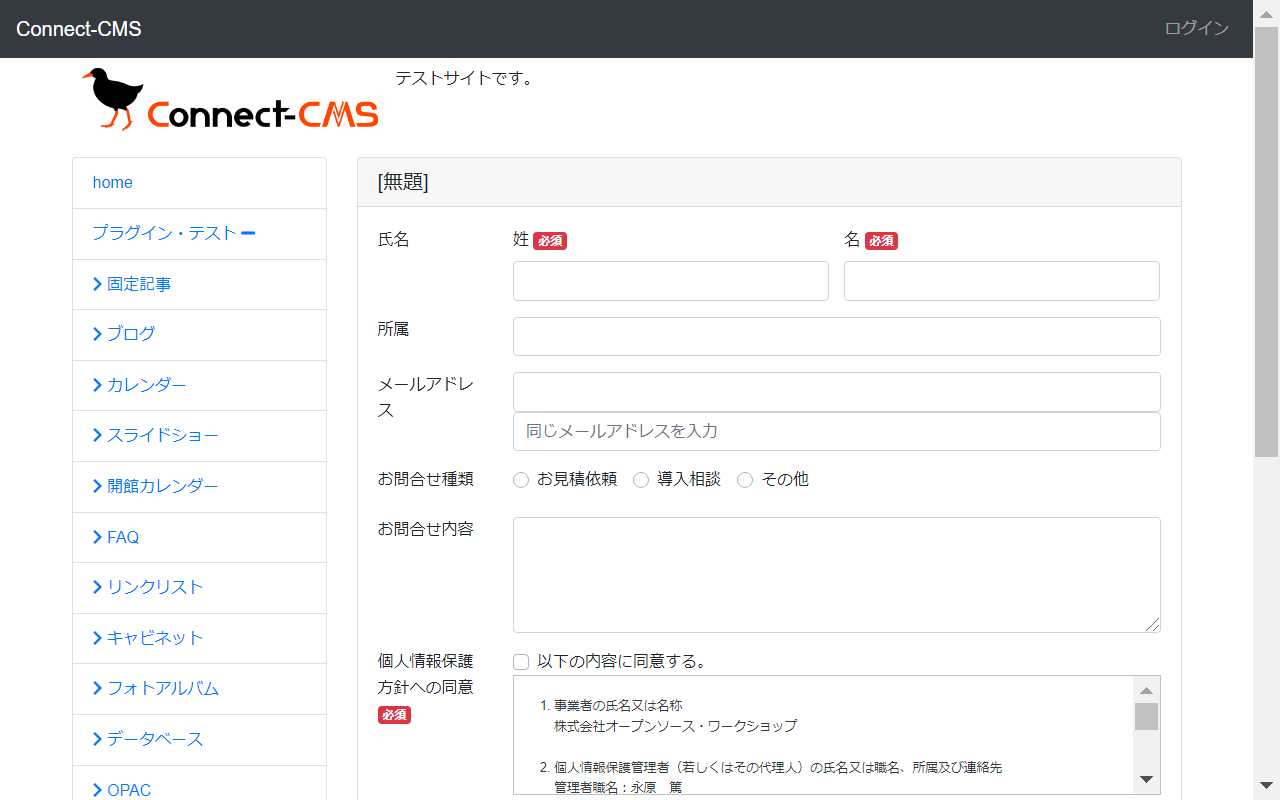 Connect-CMS
ログイン
Connect-CMS
テストサイトです。
home
プラグイン・テスト
固定記事
ブログ
カレンダー
スライドショー
開館カレンダー
FAQ
リンクリスト
キャビネット
フォトアルバム
データベース
OPAC
[無題]
氏名
姓 必須
名 必須
所属
メールアドレ
ス
同じメールアドレスを入力
お問合せ種類
お見積依頼 導入相談 その他
お問合せ内容
個人情報保護
方針への同意
必須
以下の内容に同意する。
1. 事業者の氏名又は名称
株式会社オープンソース・ワークショップ
2. 個人情報保護管理者（若しくはその代理人）の氏名又は職名、所属及び連絡先
管理者職名：永原　篤